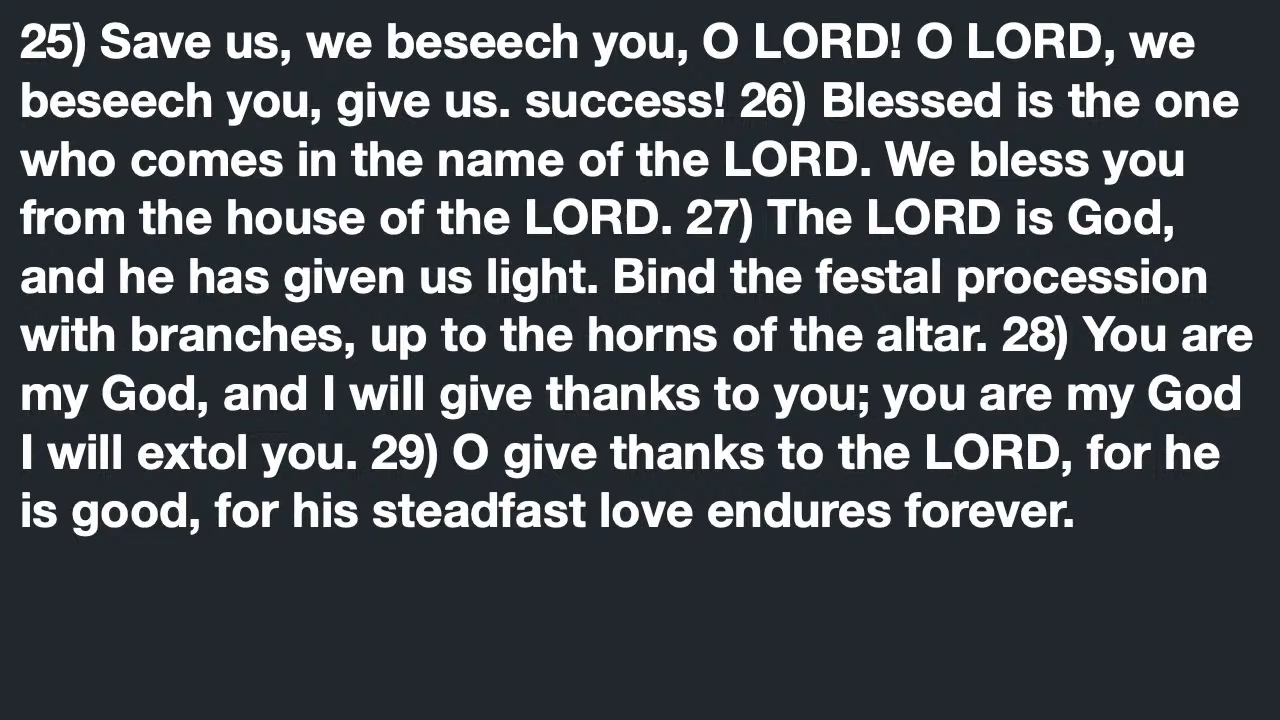 25) Save us, we beseech you, O LORD! O LORD, we
beseech you, give us. success! 26) Blessed is the one
who comes in the name of the LORD. We bless you
from the house of the LORD. 27) The LORD is God,
and he has given us light. Bind the festal procession
with branches, up to the horns of the altar. 28) You are
my God, and I will give thanks to you; you are my God
I will extol you. 29) O give thanks to the LORD, for he
is good, for his steadfast love endures forever.